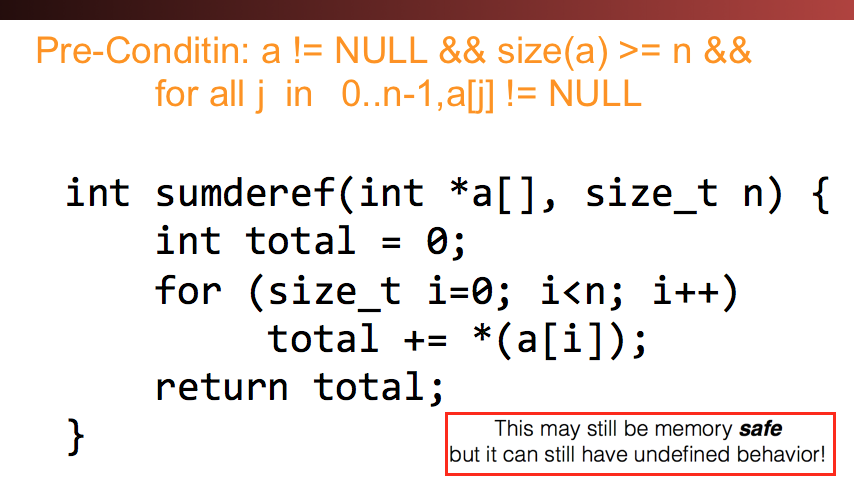 Pre-Conditin: a != NULL && size(a) >= n &&
for all j in 0..n-1,a[j] != NULL
int sumderef(int *a[], size_t n) {
int total = 0;
for (size_t i=0; i<n; i++)
total += *(a[i]);
return total;
}
This may still be memory safe
but it can still have undefined behavior!